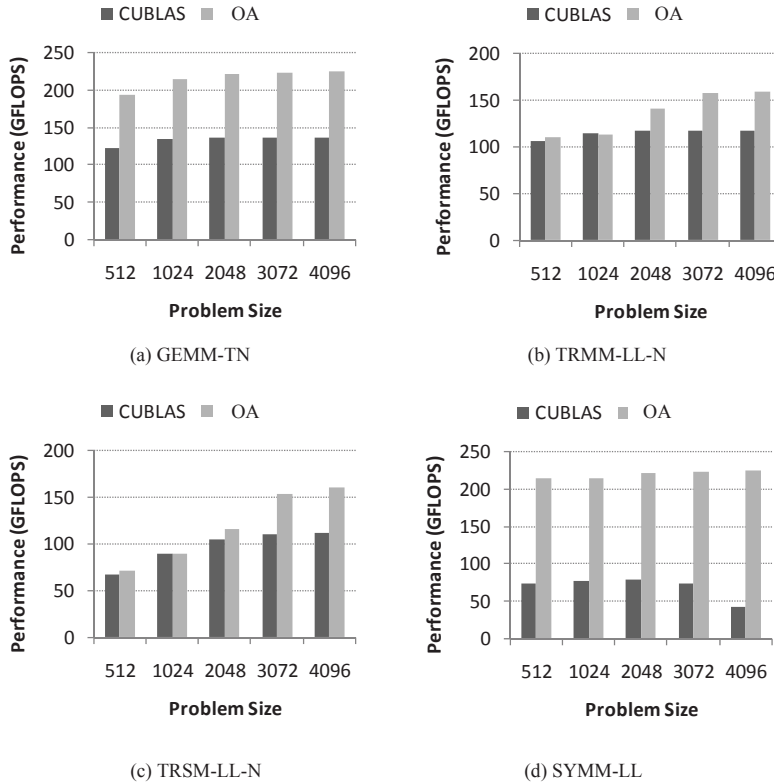 CUBLAS OA
Performance (GFLOPS)
250
200
150
100
50
0
512 1024 2048 3072 4096
Problem Size
(a) GEMM-TN
CUBLAS OA
Performance (GFLOPS)
200
150
100
50
0
512 1024 2048 3072 4096
Problem Size
(b) TRMM-LL-N
CUBLAS OA
Performance (GFLOPS)
200
150
100
50
0
512 1024 2048 3072 4096
Problem Size
(c) TRSM-LL-N
CUBLAS OA
Performance (GFLOPS)
250
200
150
100
50
0
512 1024 2048 3072 4096
Problem Size
(d) SYMM-LL